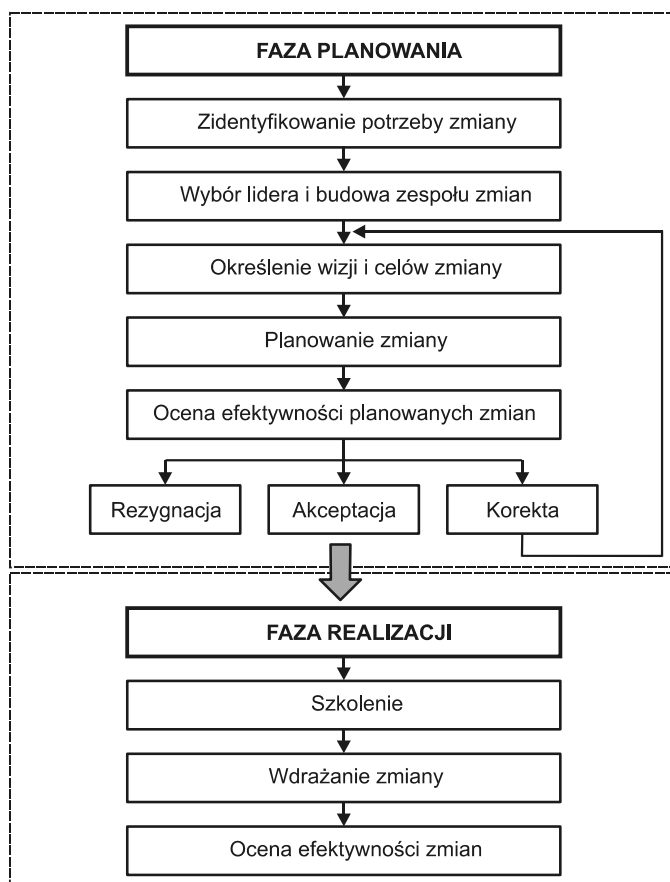 FAZA PLANOWANIA
Zidentyfikowanie potrzeby zmiany
Wybór lidera i budowa zespołu zmian
Określenie wizji i celów zmiany
Planowanie zmiany
Ocena efektywności planowanych zmian
Rezygnacja
Akceptacja
Korekta
FAZA REALIZACJI
Szkolenie
Wdrażanie zmiany
Ocena efektywności zmian